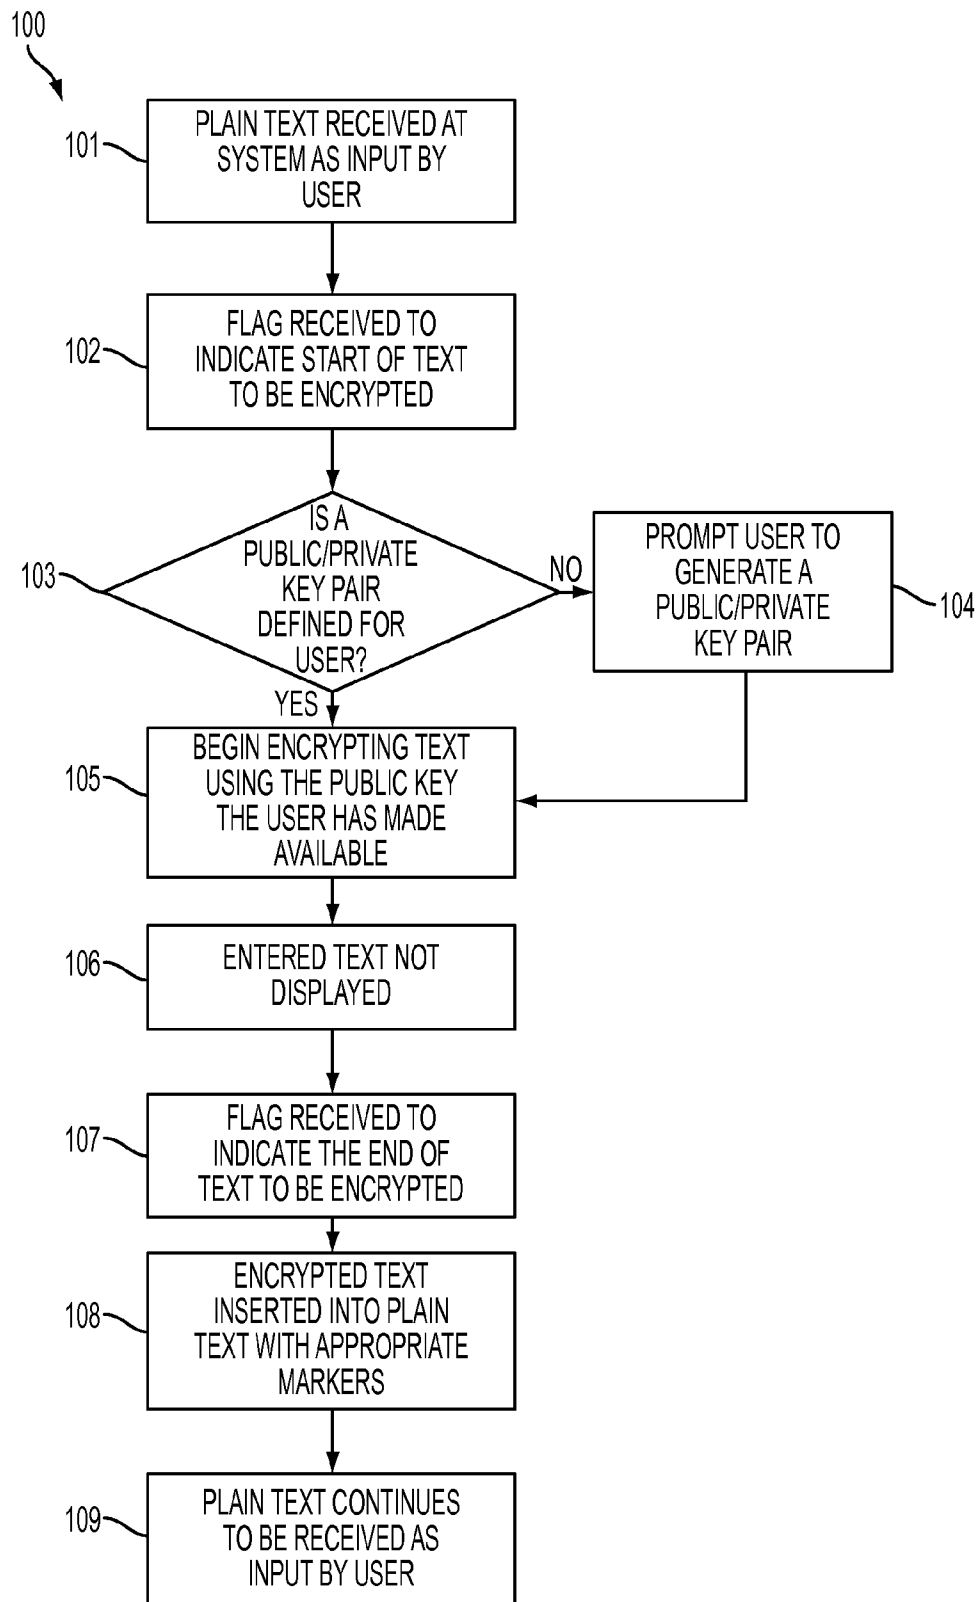 100
101
PLAIN TEXT RECEIVED AT
SYSTEM AS INPUT BY
USER
102
FLAG RECEIVED TO
INDICATE START OF TEXT
TO BE ENCRYPTED
103
IS A
PUBLIC/PRIVATE
KEY PAIR
DEFINED FOR
USER?
NO
PROMPT USER TO
GENERATE A
PUBLIC/PRIVATE
KEY PAIR
104
YES
105
BEGIN ENCRYPTING TEXT
USING THE PUBLIC KEY
THE USER HAS MADE
AVAILABLE
106
ENTERED TEXT NOT
DISPLAYED
107
FLAG RECEIVED TO
INDICATE THE END OF
TEXT TO BE ENCRYPTED
108
ENCRYPTED TEXT
INSERTED INTO PLAIN
TEXT WITH APPROPRIATE
MARKERS
109
PLAIN TEXT CONTINUES
TO BE RECEIVED AS
INPUT BY USER